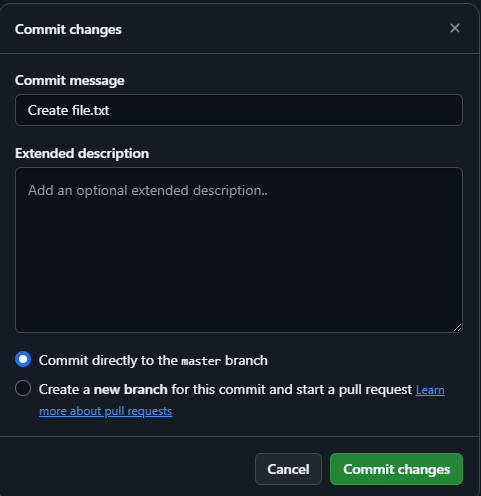 Commit changes
Commit message
Create file.txt
Extended description
Add an optional extended description..
Commit directly to the master branch
Create a new branch for this commit and start a pull request Learn
more about pull requests
Cancel
Commit changes